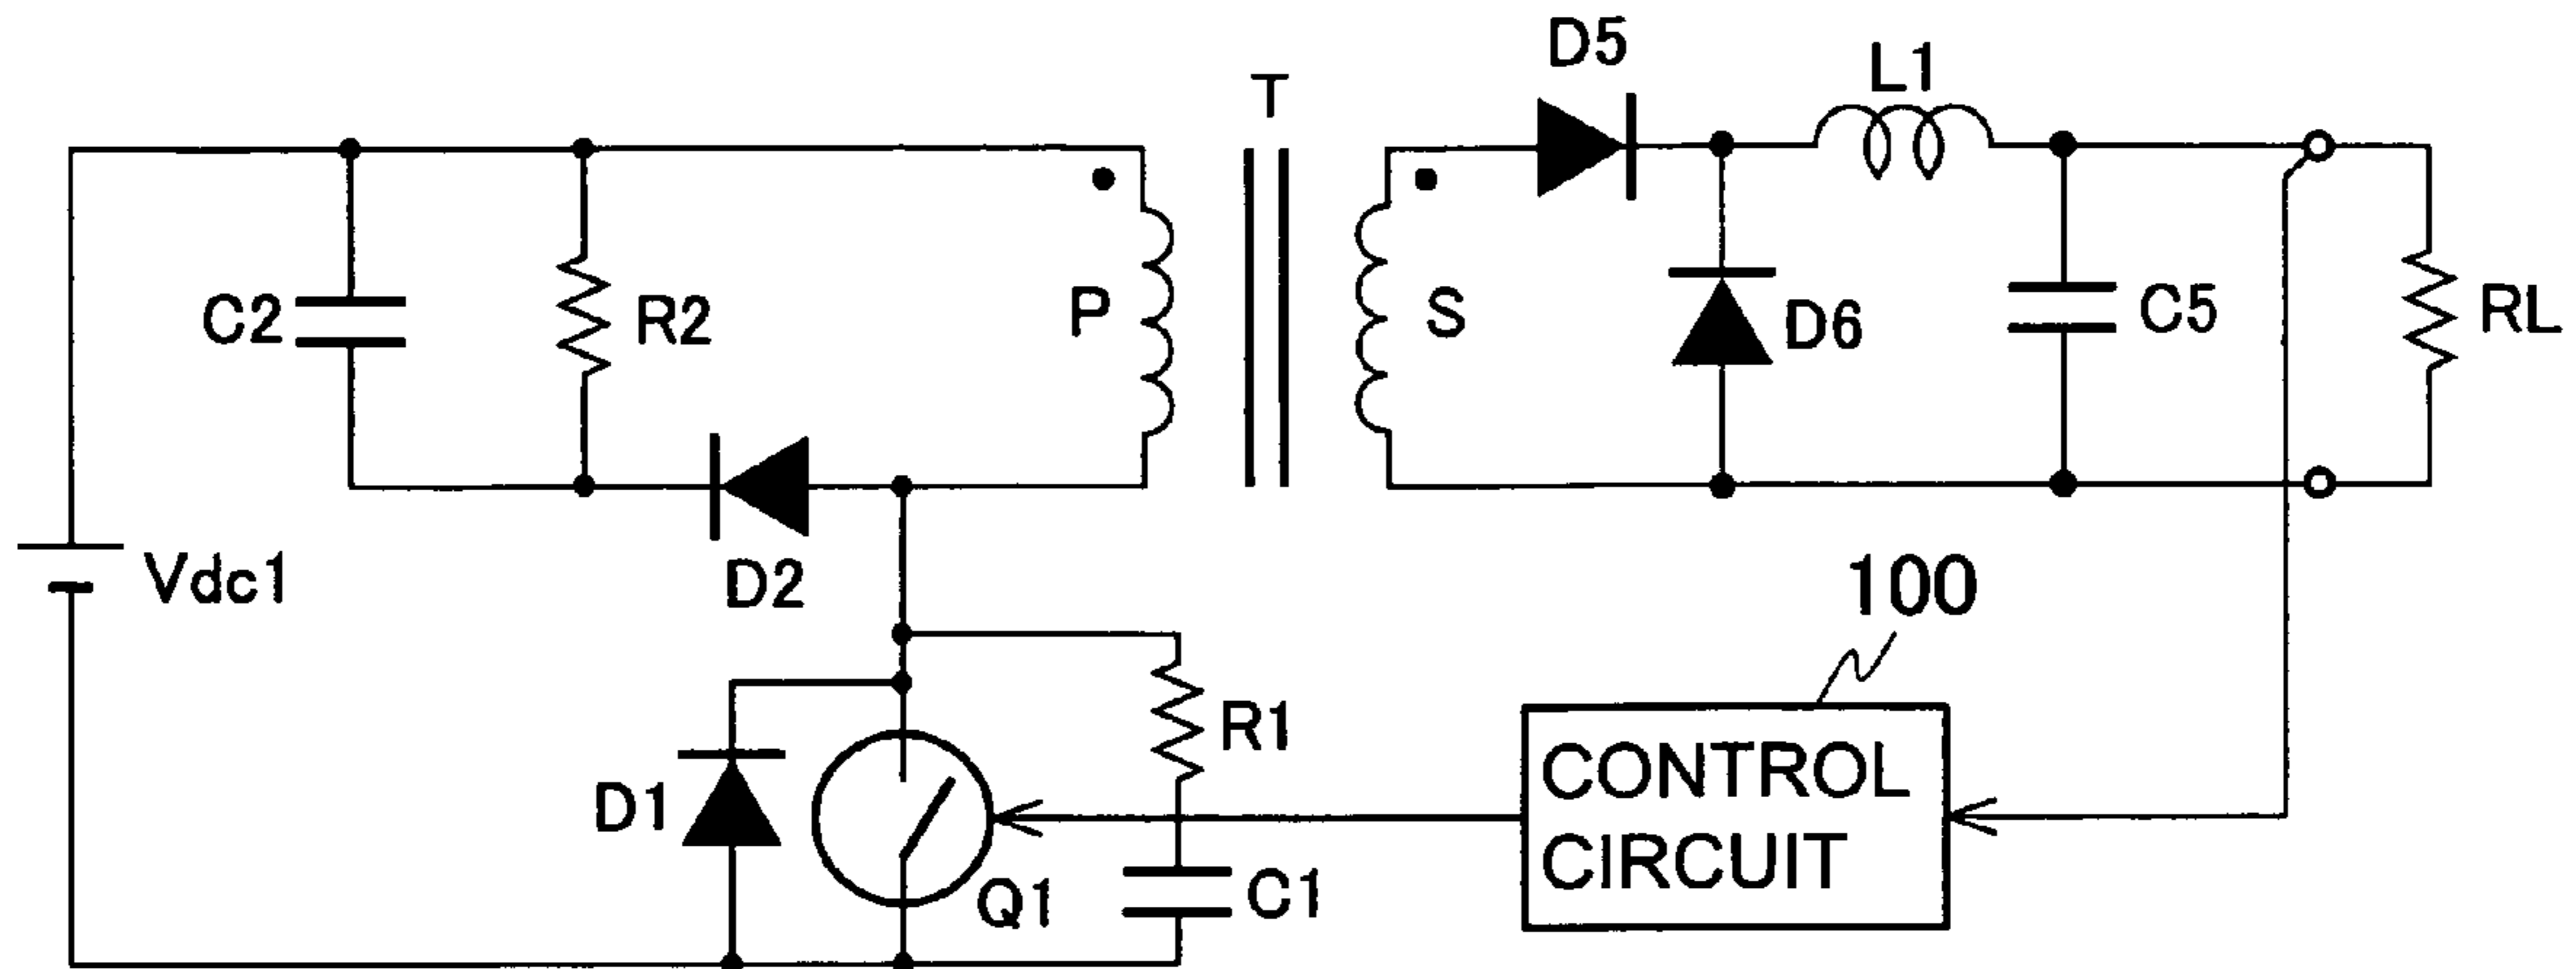 D5
L1
T
C2
R2
P
S
D6
C5
RL
Vdc1
D2
100
R1
D1
Q1
C1
CONTROL
CIRCUIT